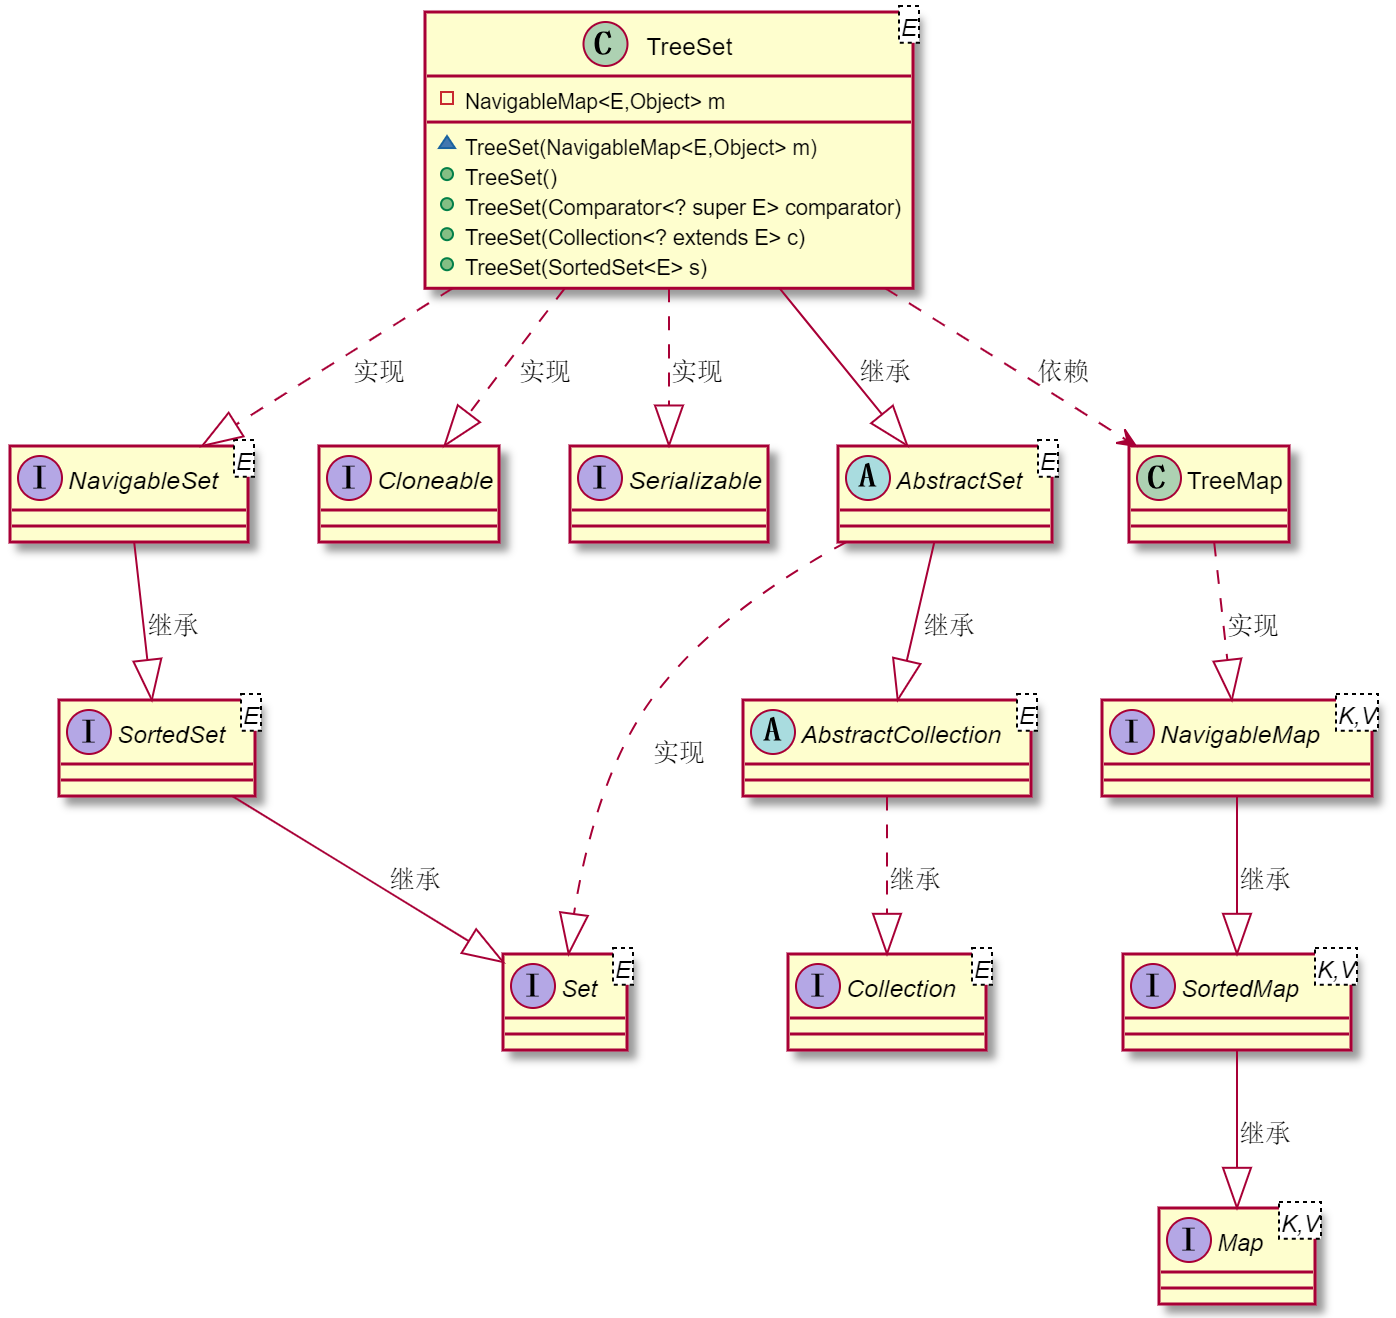 C TreeSet
E
NavigableMap<E,Object> m
TreeSet(NavigableMap<E,Object> m)
TreeSet()
TreeSet(Comparator<? super E> comparator)
TreeSet(Collection<? extends E> c)
TreeSet(SortedSet<E> s)
实现
实现
实现
继承
依赖
I NavigableSet
E
I Cloneable
I Serializable
A AbstractSet
E
C TreeMap
继承
继承
实现
I SortedSet
E
实现
A AbstractCollection
E
I NavigableMap
K,V
继承
继承
继承
I Set
E
I Collection
E
I SortedMap
K,V
继承
I Map
K,V